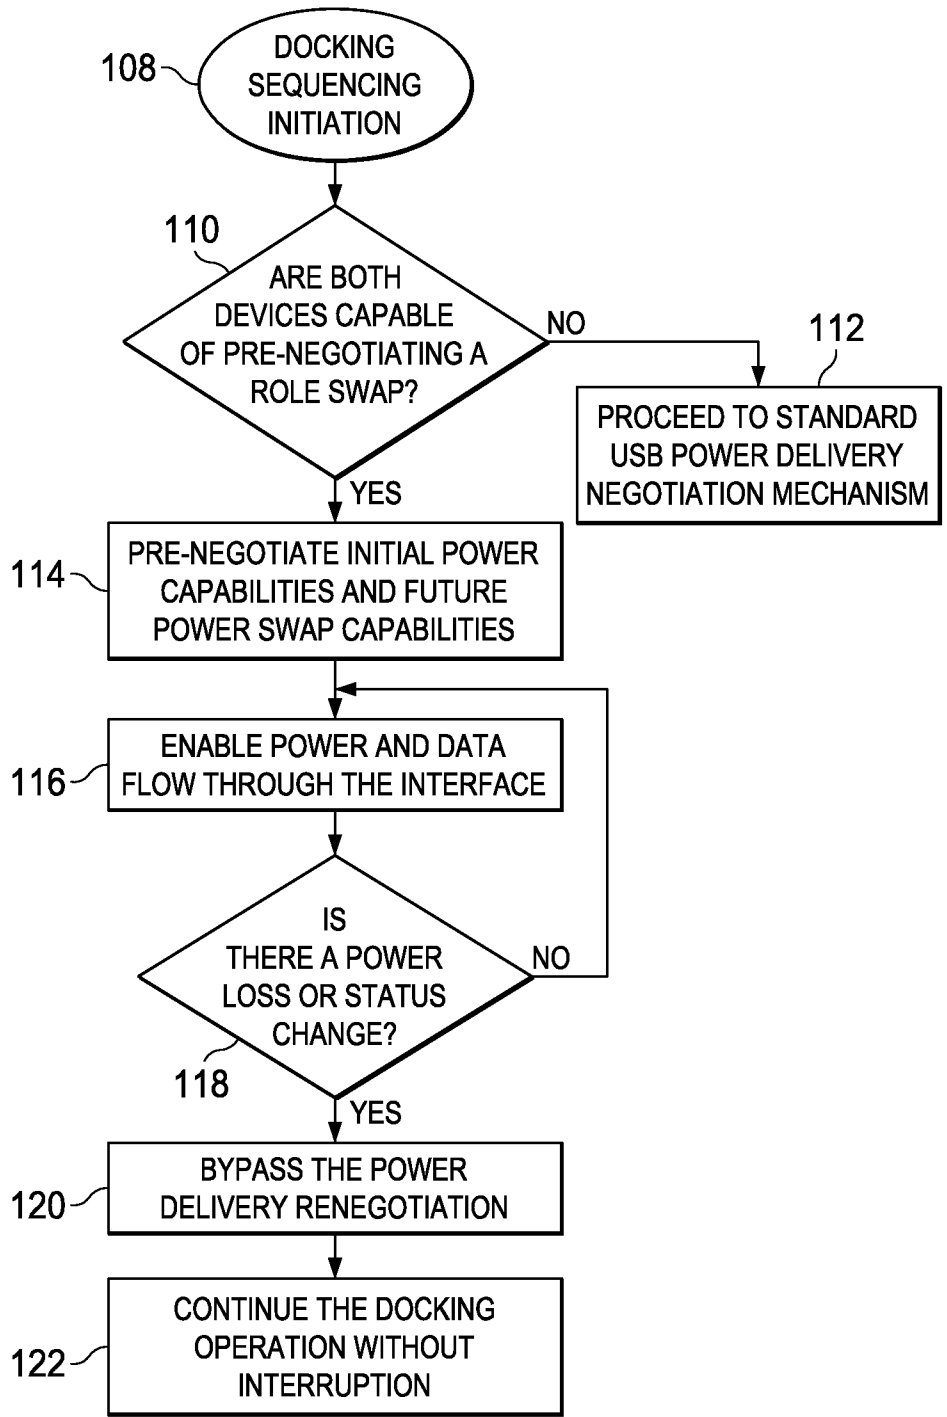 108
DOCKING
SEQUENCING
INITIATION
110
ARE BOTH
DEVICES CAPABLE
OF PRE-NEGOTIATING A
ROLE SWAP?
NO
112
PROCEED TO STANDARD
USB POWER DELIVERY
NEGOTIATION MECHANISM
YES
114
PRE-NEGOTIATE INITIAL POWER
CAPABILITIES AND FUTURE
POWER SWAP CAPABILITIES
116
ENABLE POWER AND DATA
FLOW THROUGH THE INTERFACE
IS
THERE A POWER
LOSS OR STATUS
CHANGE?
NO
118
YES
120
BYPASS THE POWER
DELIVERY RENEGOTIATION
122
CONTINUE THE DOCKING
OPERATION WITHOUT
INTERRUPTION